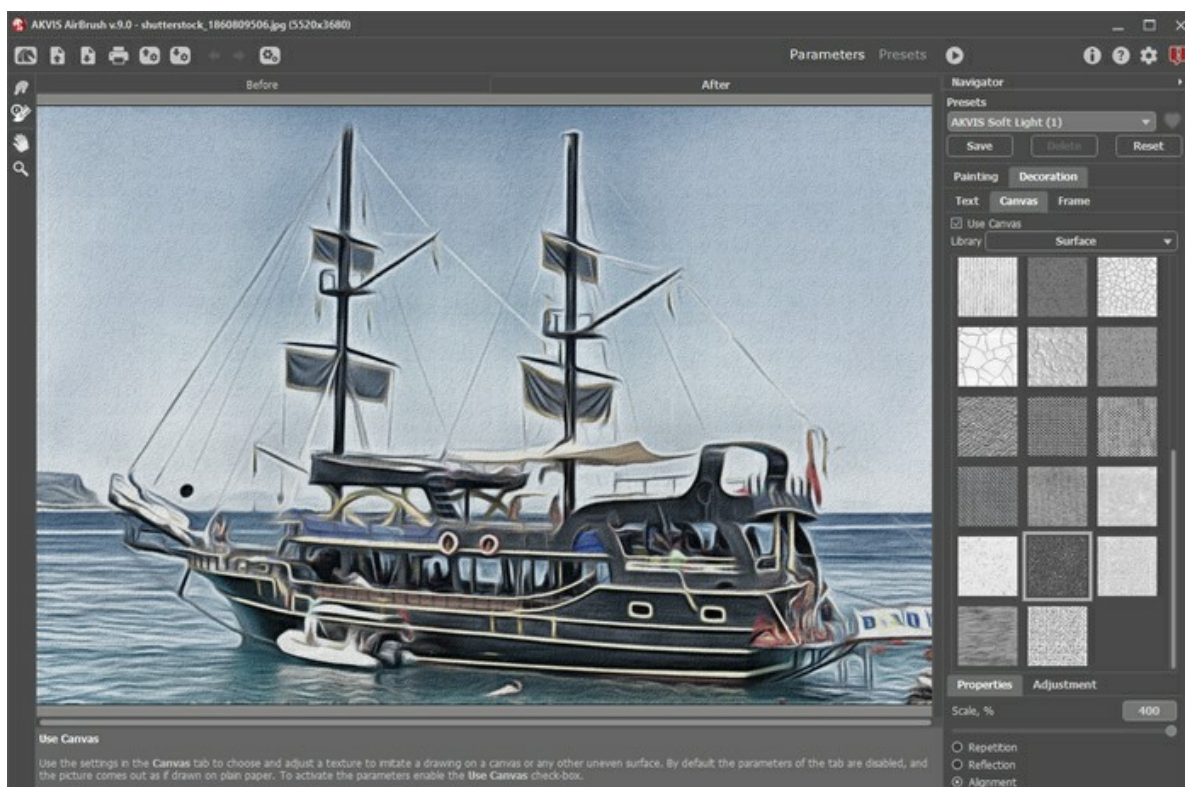 AKVIS AirBrush v.9.0 - shutterstock_1860809506.jpg (5520x3680)
Parameters Presets
Before After
Navigator
Presets
AKVIS Soft Light (1)
Save Delete Reset
Painting Decoration
Text Canvas Frame
Use Canvas
Library Surface
Properties Adjustment
Scale, % 400
Repetition
Reflection
Alignment
Use Canvas
Use the settings in the Canvas tab to choose and adjust a texture to imitate a drawing on a canvas or any other uneven surface. By default the parameters of the tab are disabled, and
the picture comes out as if drawn on plain paper. To activate the parameters enable the Use Canvas check-box.